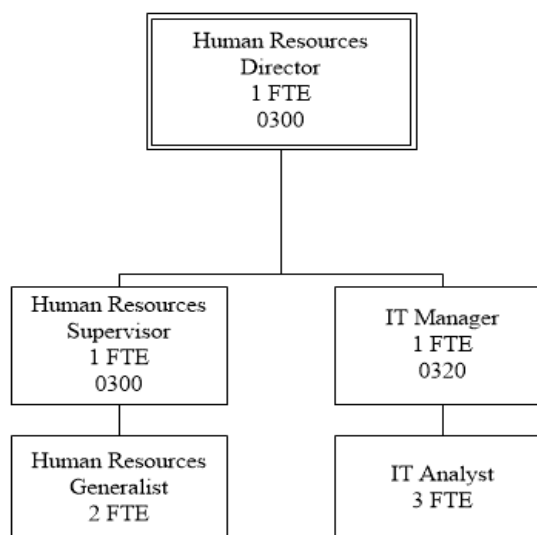 Human Resources
Director
1 FTE
0300
Human Resources
Supervisor
1 FTE
0300
IT Manager
1 FTE
0320
Human Resources
Generalist
2 FTE
IT Analyst
3 FTE